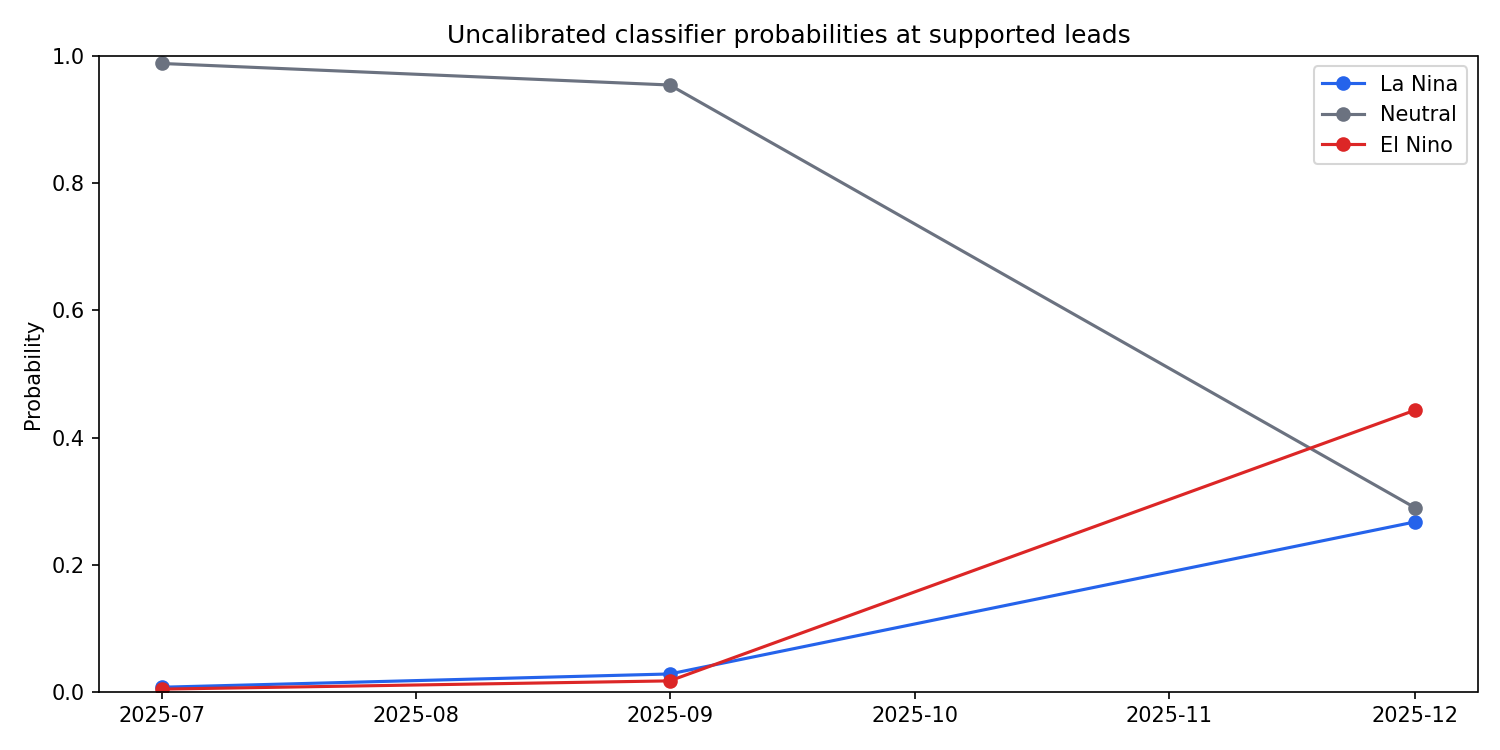 Uncalibrated classifier probabilities at supported leads
1.0
0.8
0.6
0.4
0.2
0.0
Probability
La Nina
Neutral
El Nino
2025-07
2025-08
2025-09
2025-10
2025-11
2025-12